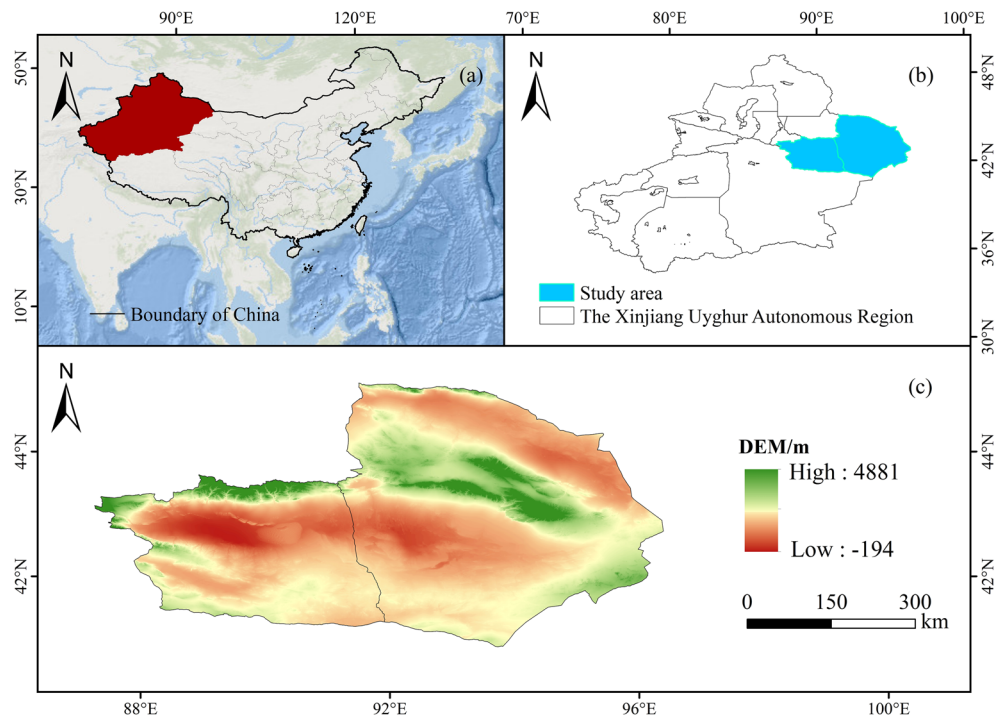 90°E
120°E
70°E
80°E
90°E
100°E
50°N
30°N
10°N
N
(a)
Boundary of China
N
(b)
Study area
The Xinjiang Uyghur Autonomous Region
48°N
42°N
36°N
30°N
N
(c)
44°N
42°N
DEM/m
High : 4881
Low : -194
0
150
300
km
44°N
42°N
88°E
92°E
96°E
100°E